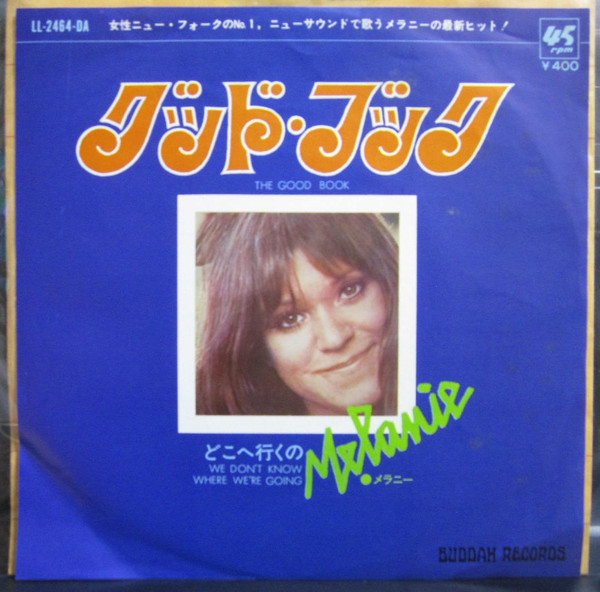 LL-2464-DA
女性ニュー・フォークのNo.1，ニューサウンドで歌うメラニーの最新ヒット！
45
rpm
￥400
グッド・ブック
THE GOOD BOOK
どこへ行くの
WE DON'T KNOW
WHERE WE'RE GOING
Melanie
メラニー
BUDDAH RECORDS